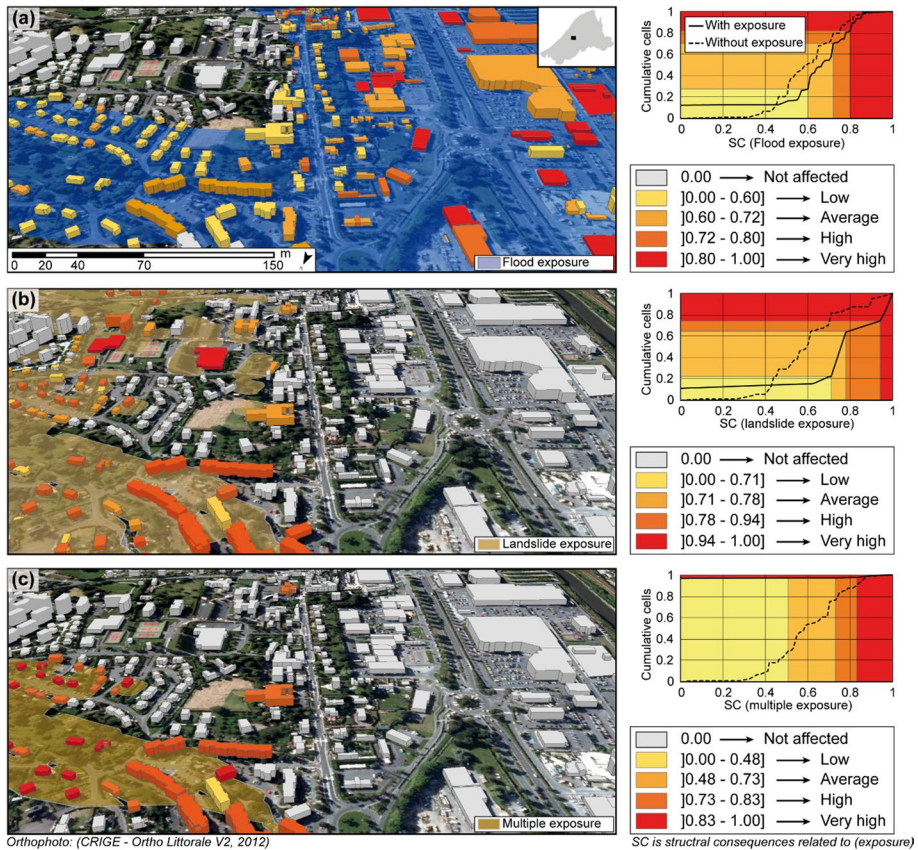 (a)
0 20 40 70 150
m
Flood exposure
With exposure
Without exposure
Cumulative cells
1
0.8
0.6
0.4
0.2
0
0 0.2 0.4 0.6 0.8 1
SC (Flood exposure)
0.00 → Not affected
]0.00 - 0.60] → Low
]0.60 - 0.72] → Average
]0.72 - 0.80] → High
]0.80 - 1.00] → Very high
(b)
Landslide exposure
Cumulative cells
1
0.8
0.6
0.4
0.2
0
0 0.2 0.4 0.6 0.8 1
SC (landslide exposure)
0.00 → Not affected
]0.00 - 0.71] → Low
]0.71 - 0.78] → Average
]0.78 - 0.94] → High
]0.94 - 1.00] → Very high
(c)
Multiple exposure
Cumulative cells
1
0.8
0.6
0.4
0.2
0
0 0.2 0.4 0.6 0.8 1
SC (multiple exposure)
0.00 → Not affected
]0.00 - 0.48] → Low
]0.48 - 0.73] → Average
]0.73 - 0.83] → High
]0.83 - 1.00] → Very high
Orthophoto: (CRIGE - Ortho Littorale V2, 2012)
SC is structral consequences related to (exposure)